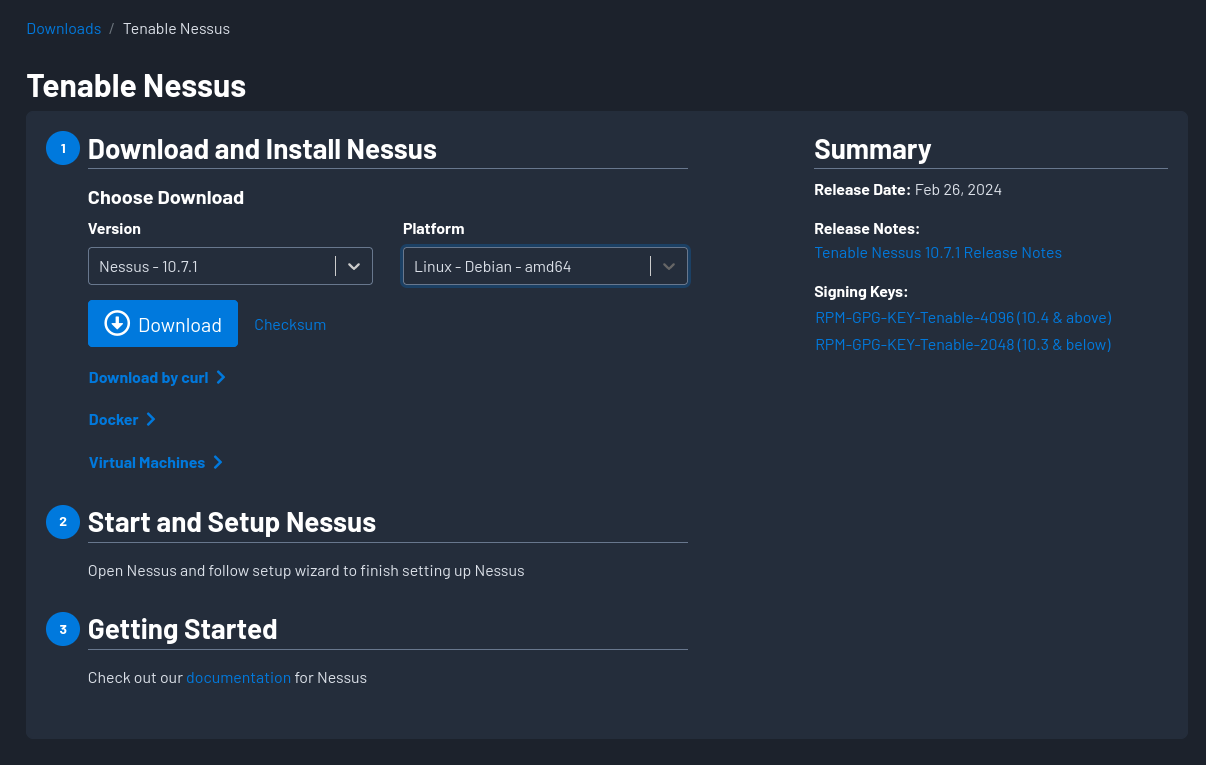 Downloads / Tenable Nessus
Tenable Nessus
1 Download and Install Nessus
Choose Download
Version
Platform
Nessus - 10.7.1
Linux - Debian - amd64
Download
Checksum
Download by curl
Docker
Virtual Machines
2 Start and Setup Nessus
Open Nessus and follow setup wizard to finish setting up Nessus
3 Getting Started
Check out our documentation for Nessus
Summary
Release Date: Feb 26, 2024
Release Notes:
Tenable Nessus 10.7.1 Release Notes
Signing Keys:
RPM-GPG-KEY-Tenable-4096 (10.4 & above)
RPM-GPG-KEY-Tenable-2048 (10.3 & below)